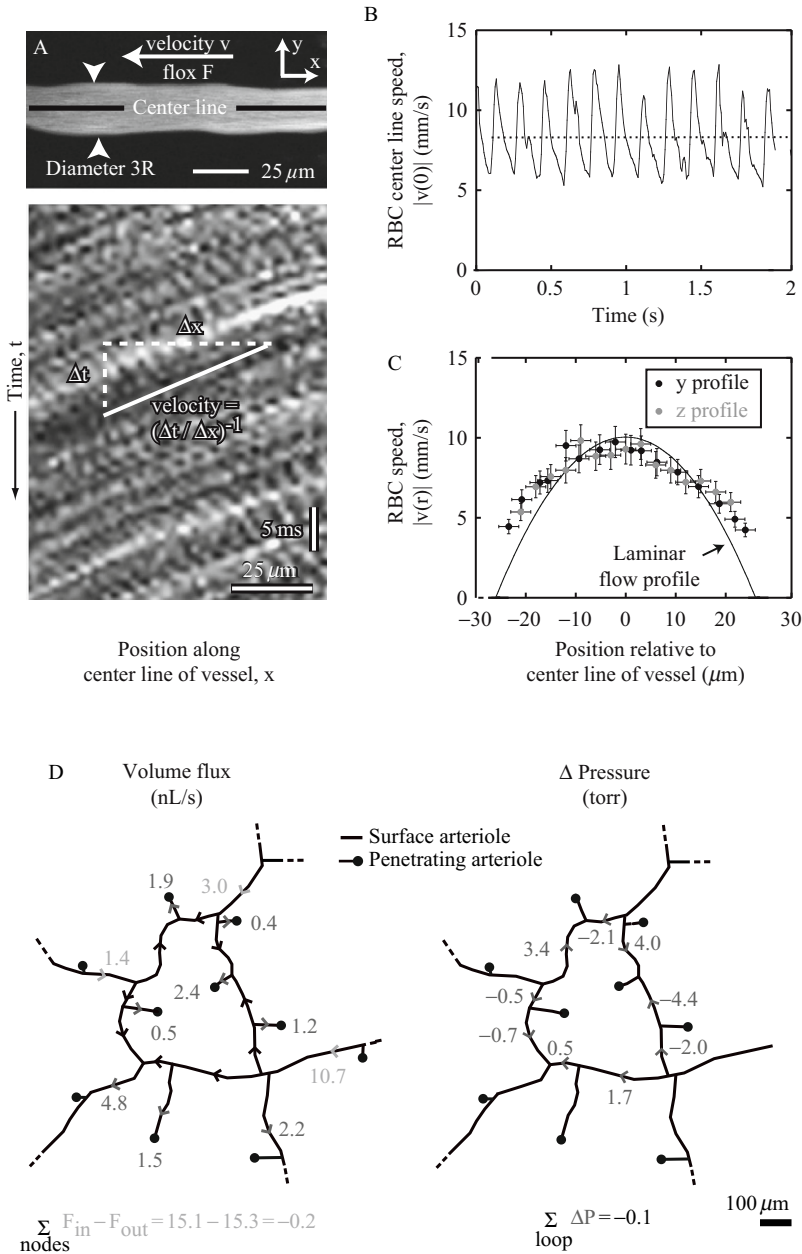 A
velocity v
flox F
y
x
Center line
Diameter 3R
25 μm
Time, t
Δx
Δt
velocity =
(Δt / Δx)⁻¹
5 ms
25 μm
Position along
center line of vessel, x
B
RBC center line speed,
|v(0)| (mm/s)
15
10
5
0
0
0.5
1
1.5
2
Time (s)
C
RBC speed,
|v(r)| (mm/s)
15
10
5
0
y profile
z profile
Laminar
flow profile
−30
−20
−10
0
10
20
30
Position relative to
center line of vessel (μm)
D
Volume flux
(nL/s)
Δ Pressure
(torr)
Surface arteriole
Penetrating arteriole
1.9
3.0
0.4
1.4
2.4
0.5
1.2
10.7
4.8
1.5
2.2
Σ F_in − F_out = 15.1 − 15.3 = −0.2
nodes
−2.1
3.4
4.0
−0.5
−4.4
−0.7
0.5
−2.0
1.7
Σ ΔP = −0.1
loop
100 μm